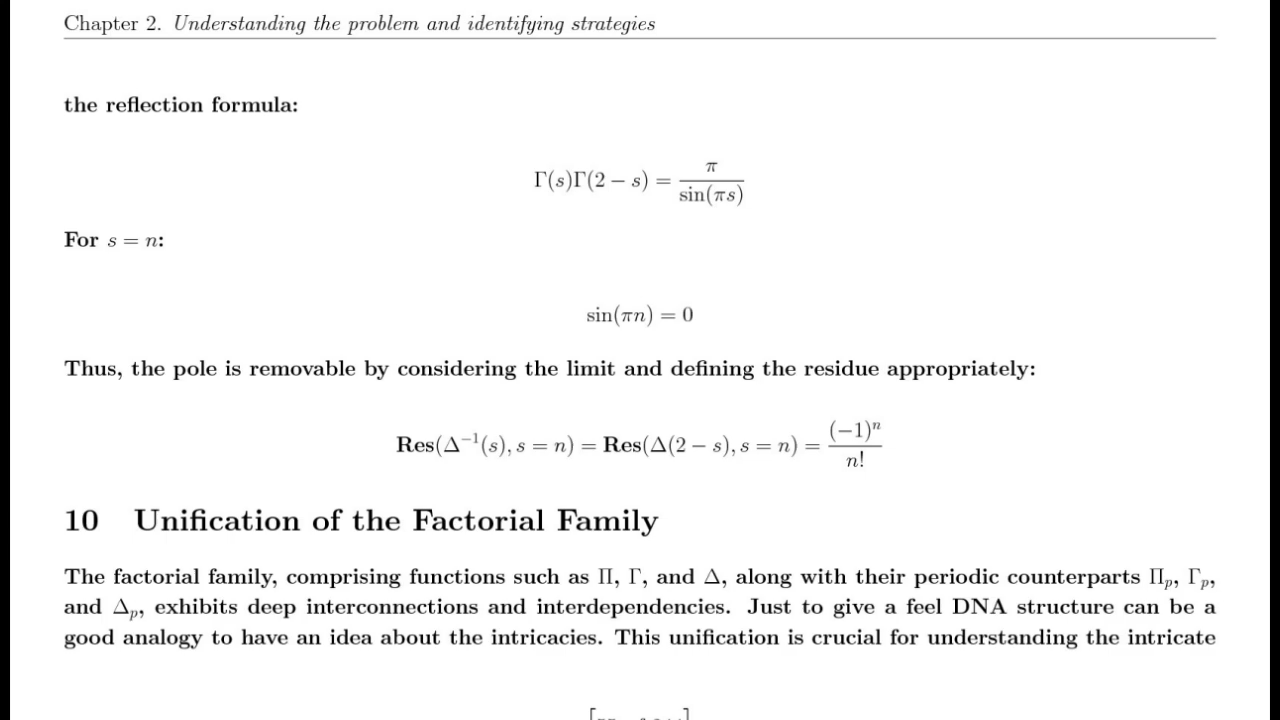 Chapter 2. Understanding the problem and identifying strategies
the reflection formula:
Γ(s)Γ(2 − s) = π / sin(πs)
For s = n:
sin(πn) = 0
Thus, the pole is removable by considering the limit and defining the residue appropriately:
Res(Δ⁻¹(s), s = n) = Res(Δ(2 − s), s = n) = (−1)ⁿ / n!
10 Unification of the Factorial Family
The factorial family, comprising functions such as Π, Γ, and Δ, along with their periodic counterparts Πₚ, Γₚ,
and Δₚ, exhibits deep interconnections and interdependencies. Just to give a feel DNA structure can be a
good analogy to have an idea about the intricacies. This unification is crucial for understanding the intricate